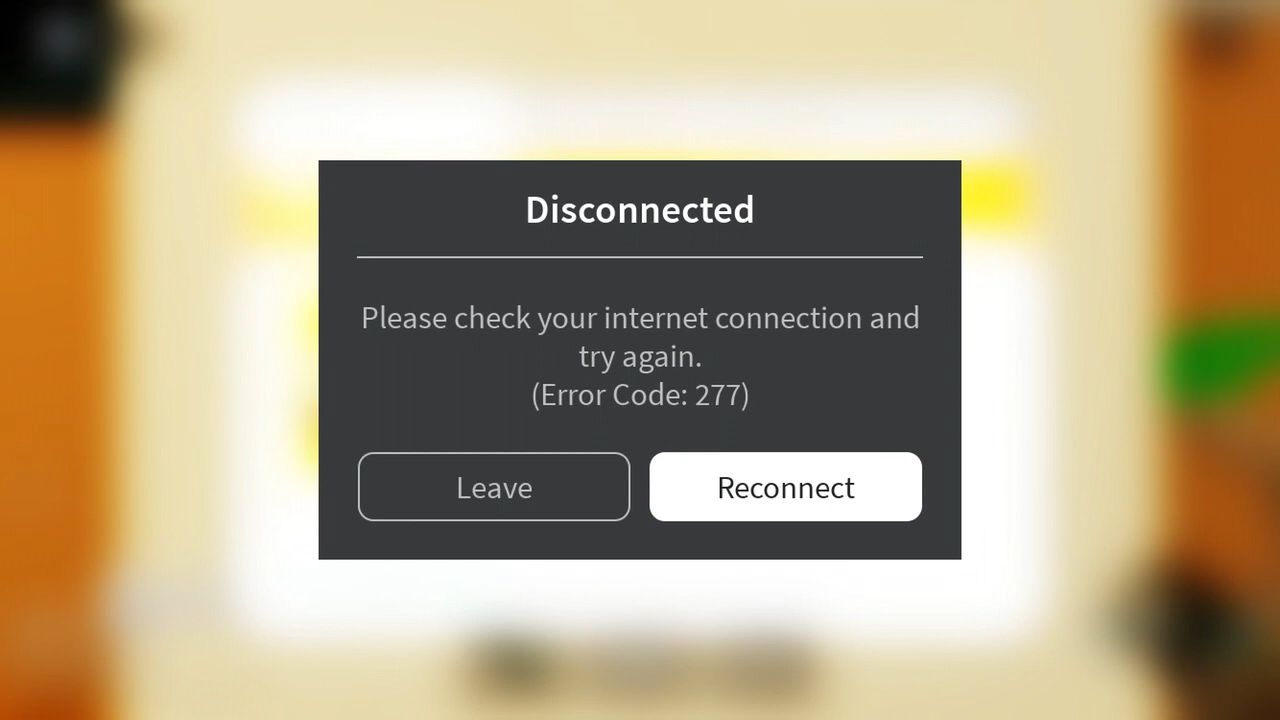 Disconnected
Please check your internet connection and
try again.
(Error Code: 277)
Leave
Reconnect